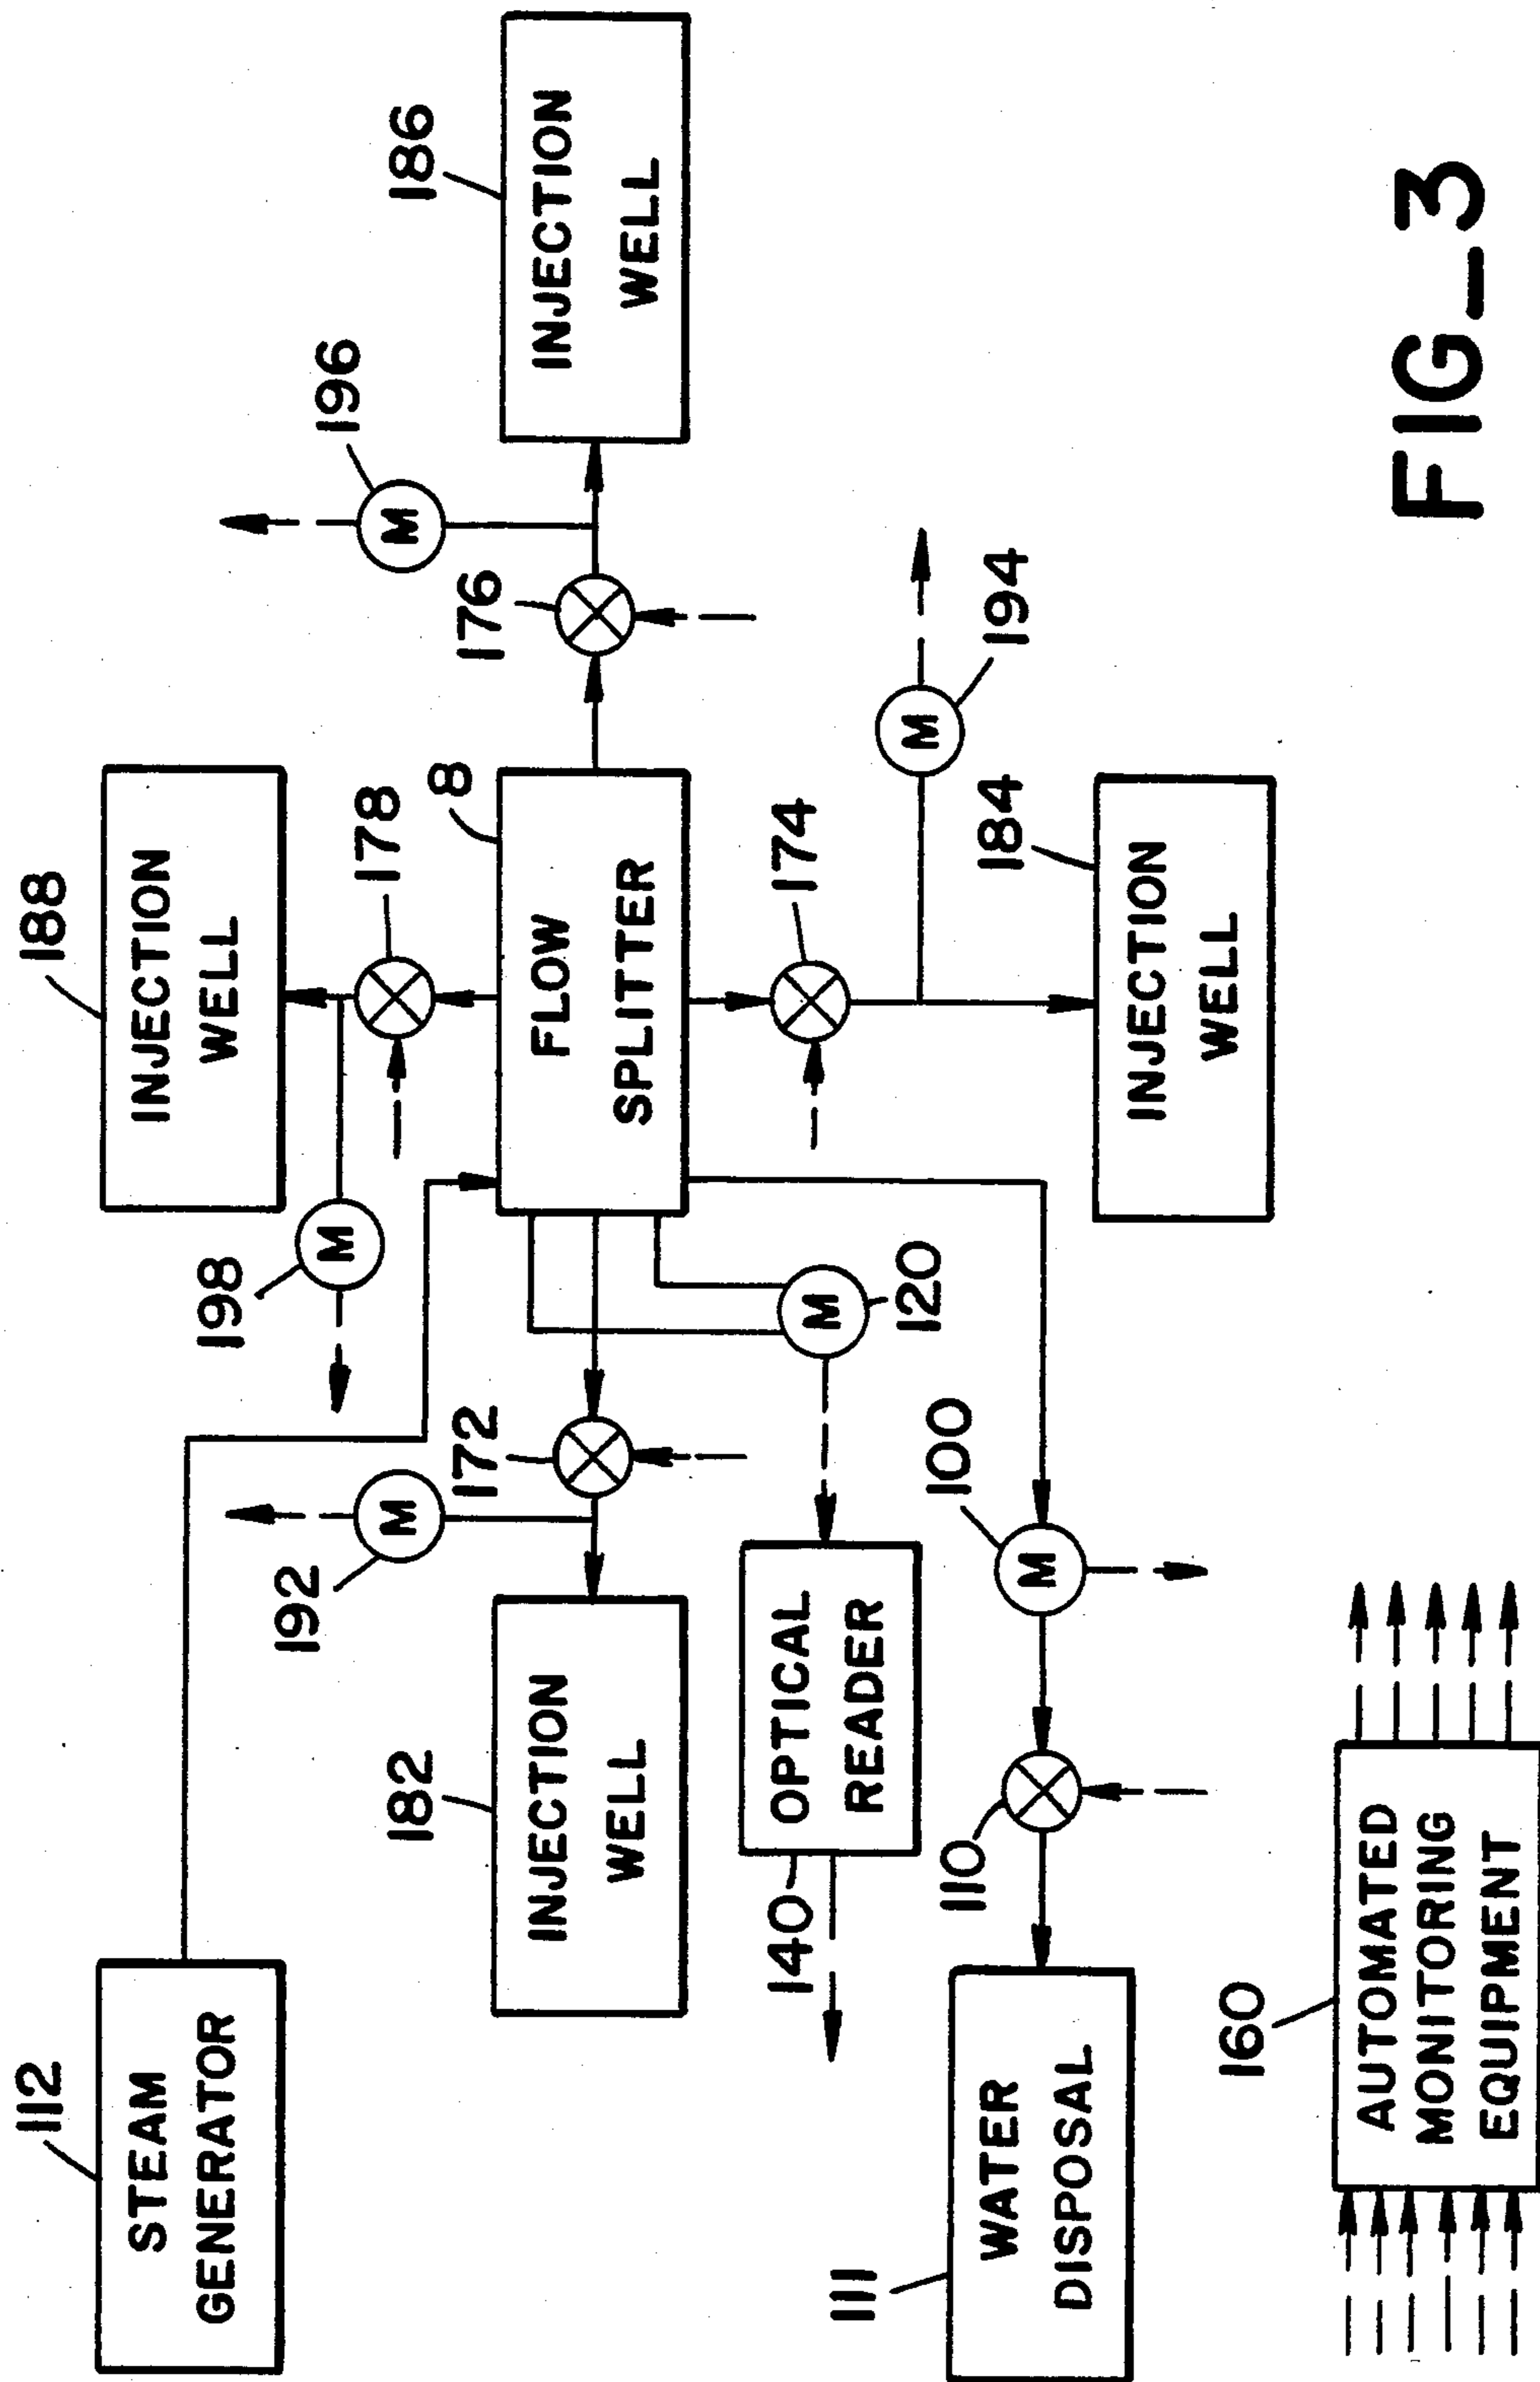 112
STEAM
GENERATOR
188
INJECTION
WELL
198
M
178
192
M
172
182
INJECTION
WELL
8
FLOW
SPLITTER
196
M
176
186
INJECTION
WELL
140
OPTICAL
READER
M
120
174
M
194
184
INJECTION
WELL
111
WATER
DISPOSAL
110
100
M
160
AUTOMATED
MONITORING
EQUIPMENT
FIG_3